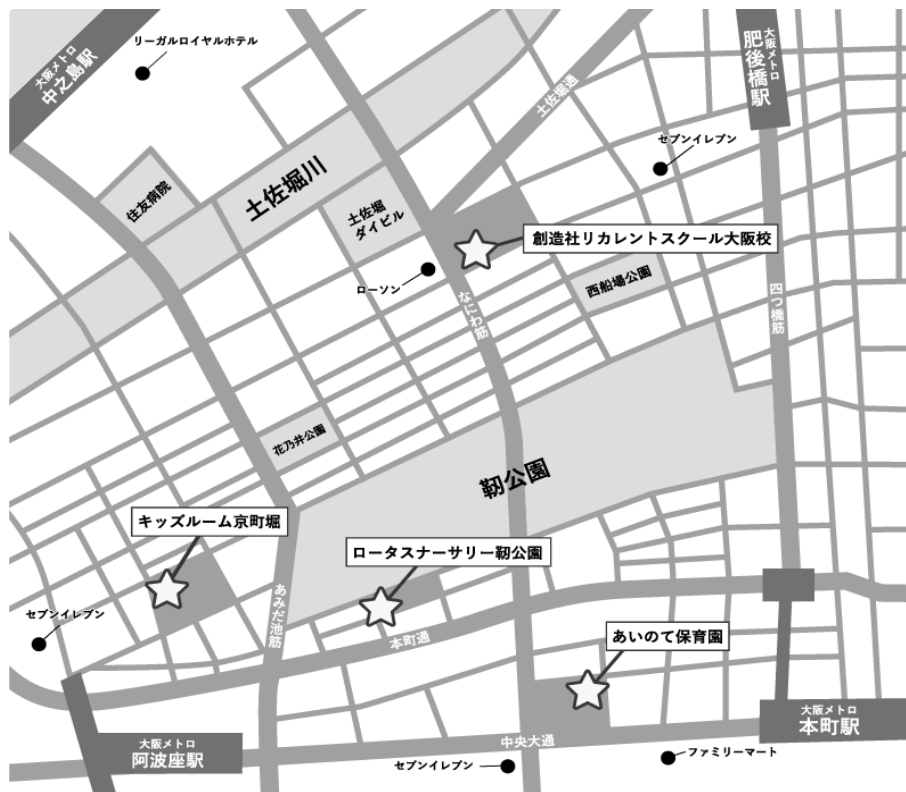 リーガルロイヤルホテル
大阪メトロ
中之島駅
大阪メトロ
肥後橋駅
土佐堀通
セブンイレブン
住友病院
土佐堀川
土佐堀
ダイビル
創造社リカレントスクール大阪校
ローソン
西船場公園
なにわ筋
四つ橋筋
花乃井公園
靭公園
キッズルーム京町堀
ロータスナーサリー靭公園
あみだ池筋
セブンイレブン
本町通
あいのて保育園
大阪メトロ
本町駅
大阪メトロ
阿波座駅
中央大通
セブンイレブン
ファミリーマート